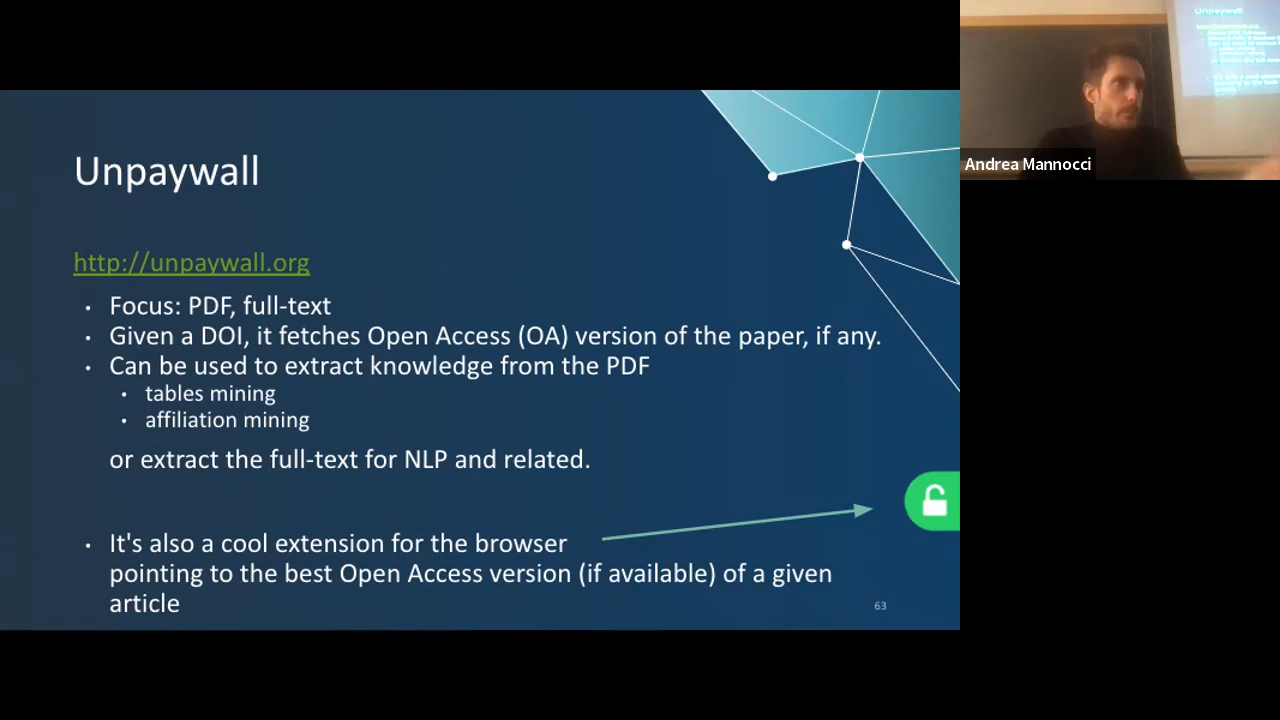 Unpaywall
http://unpaywall.org
• Focus: PDF, full-text
• Given a DOI, it fetches Open Access (OA) version of the paper, if any.
• Can be used to extract knowledge from the PDF
• tables mining
• affiliation mining
or extract the full-text for NLP and related.
• It's also a cool extension for the browser
pointing to the best Open Access version (if available) of a given
article
63
Unpaywall
Andrea Mannocci